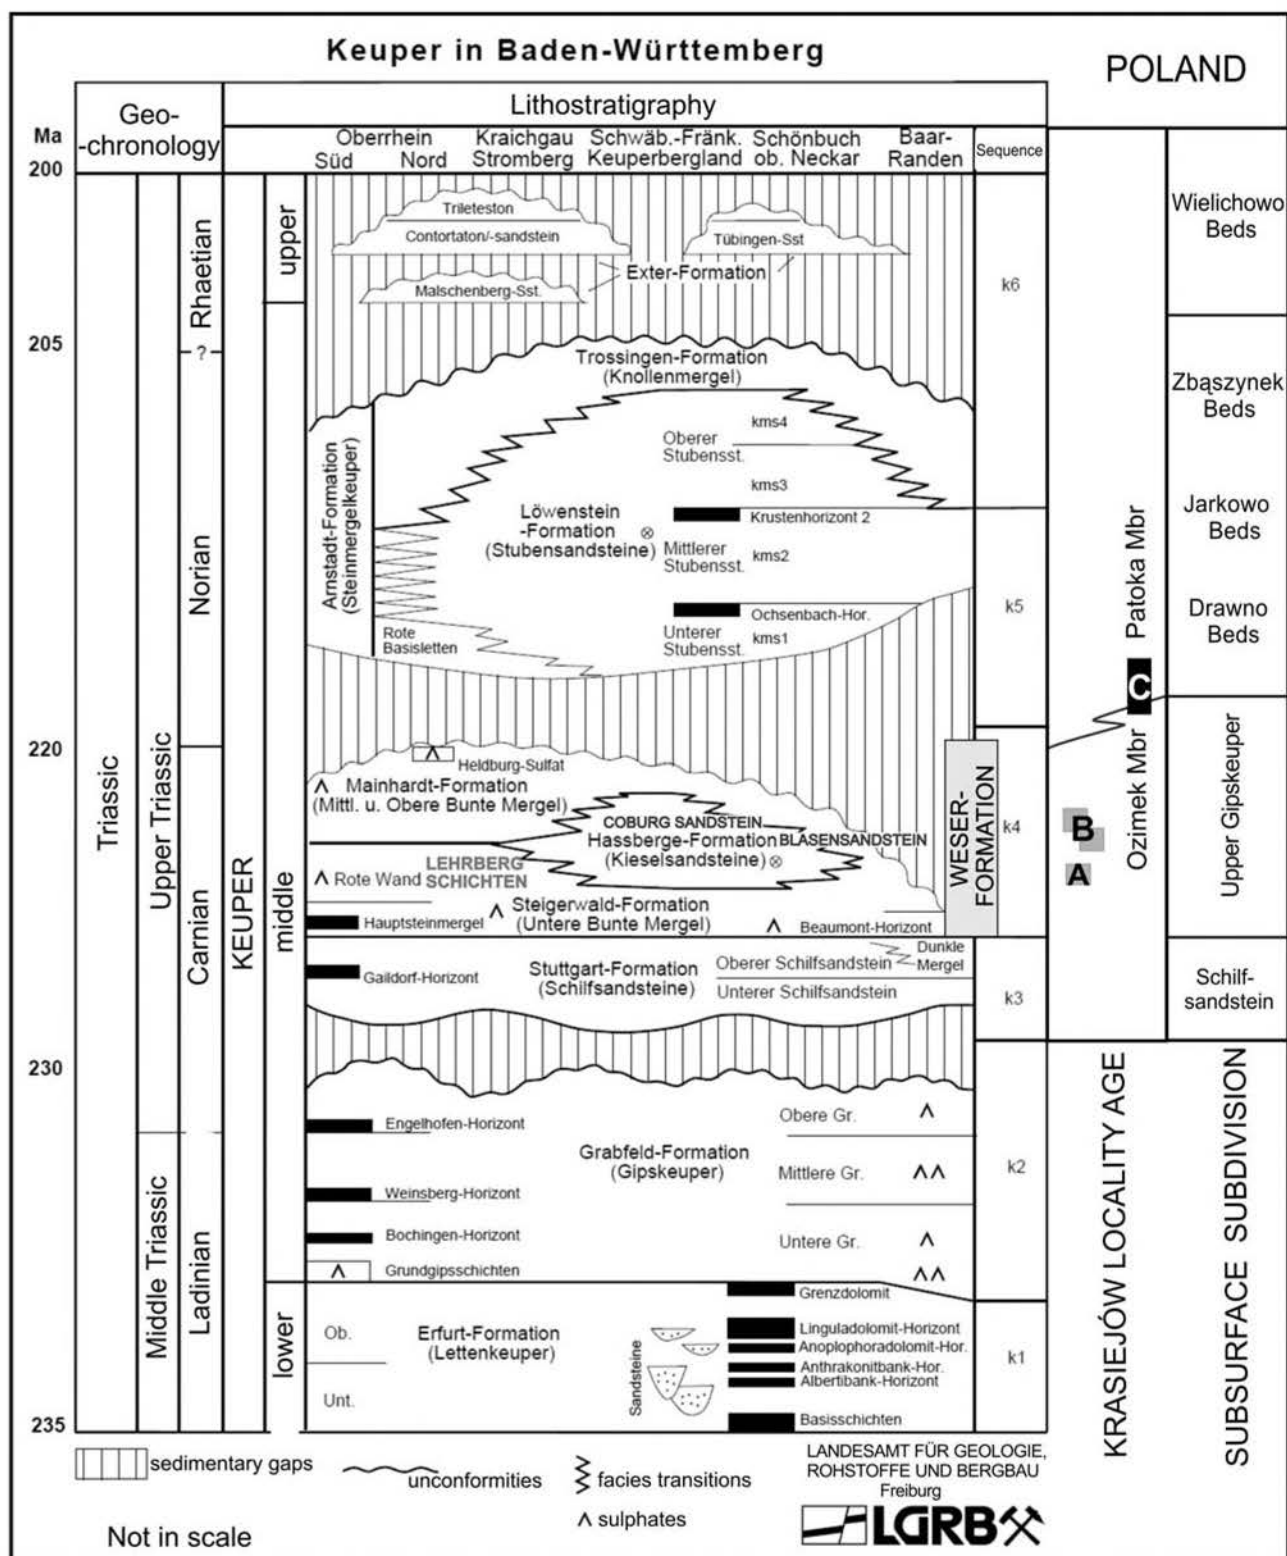 Keuper in Baden-Württemberg
POLAND
Geo-
-chronology
Lithostratigraphy
Ma
200
205
220
230
235
Oberrhein
Süd Nord
Kraichgau
Stromberg
Schwäb.-Fränk.
Keuperbergland
Schönbuch
ob. Neckar
Baar-
Randen
Sequence
Triassic
Upper Triassic
Middle Triassic
Rhaetian
?
Norian
Carnian
Ladinian
KEUPER
upper
middle
lower
Trileteston
Contortaton/-sandstein
Tübingen-Sst
Exter-Formation
Malschenberg-Sst.
Trossingen-Formation
(Knollenmergel)
Arnstadt-Formation
(Steinmergelkeuper)
kms4
Oberer
Stubensst.
kms3
Löwenstein
-Formation
(Stubensandsteine)
Krustenhorizont 2
Mittlerer
Stubensst.
kms2
Ochsenbach-Hor.
Unterer
Stubensst.
kms1
Rote
Basisletten
Heldburg-Sulfat
Mainhardt-Formation
(Mittl. u. Obere Bunte Mergel)
COBURG SANDSTEIN
Hassberge-Formation
(Kieselsandsteine)
BLASENSANDSTEIN
LEHRBERG
SCHICHTEN
Rote Wand
Steigerwald-Formation
(Untere Bunte Mergel)
Hauptsteinmergel
Beaumont-Horizont
WESER-
FORMATION
Dunkle
Mergel
Stuttgart-Formation
(Schilfsandsteine)
Oberer Schilfsandstein
Unterer Schilfsandstein
Gaildorf-Horizont
Engelhofen-Horizont
Obere Gr.
Grabfeld-Formation
(Gipskeuper)
Mittlere Gr.
Weinsberg-Horizont
Bochingen-Horizont
Untere Gr.
Grundgipsschichten
Grenzdolomit
Ob.
Erfurt-Formation
(Lettenkeuper)
Unt.
Sandsteine
Linguladolomit-Horizont
Anoplophoradolomit-Hor.
Anthrakonitbank-Hor.
Albertibank-Horizont
Basisschichten
k6
k5
k4
k3
k2
k1
Patoka Mbr
C
Ozimek Mbr
B
A
Wielichowo
Beds
Zbąszynek
Beds
Jarkowo
Beds
Drawno
Beds
Upper Gipskeuper
Schilf-
sandstein
KRASIEJÓW LOCALITY AGE
SUBSURFACE SUBDIVISION
sedimentary gaps
unconformities
facies transitions
sulphates
Not in scale
LANDESAMT FÜR GEOLOGIE,
ROHSTOFFE UND BERGBAU
Freiburg
LGRB